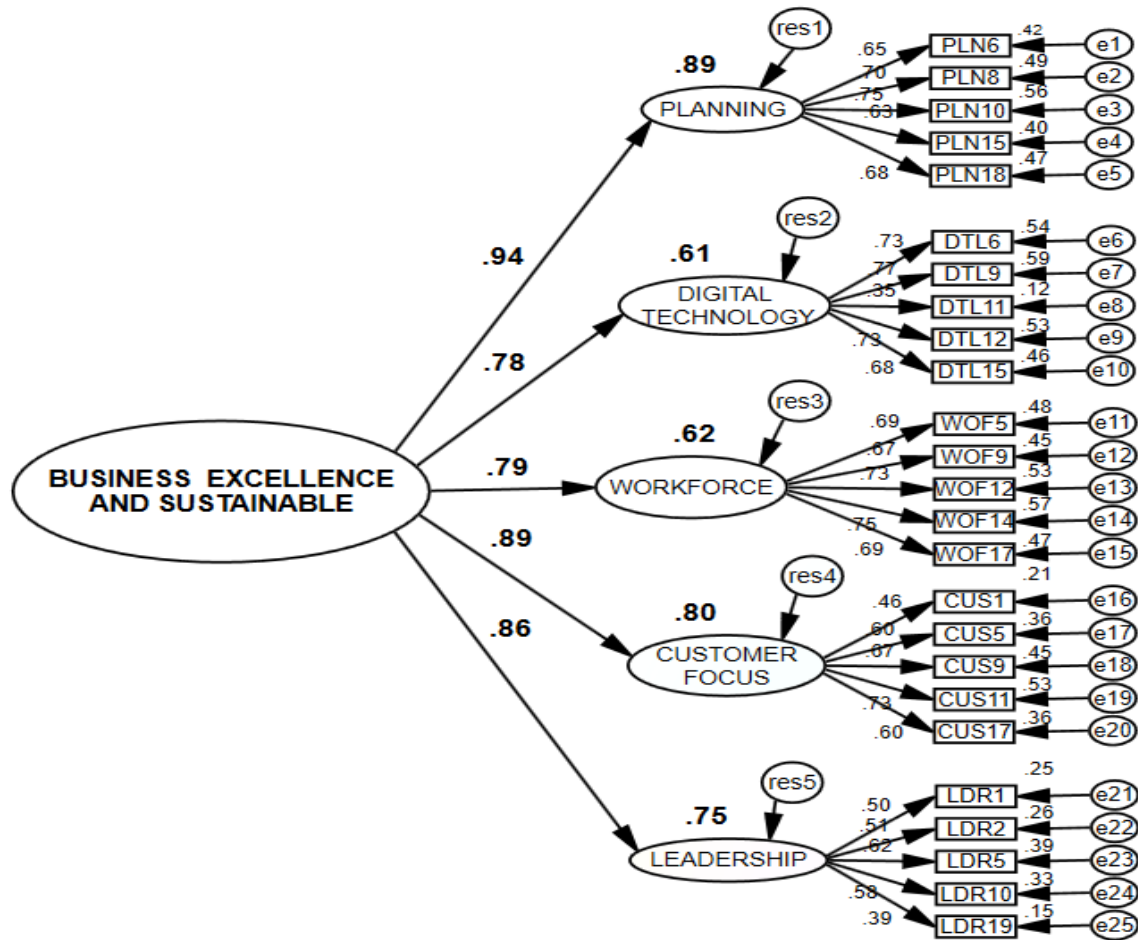 res1
.89
PLANNING
.65
.70
.75
.63
.68
PLN6
PLN8
PLN10
PLN15
PLN18
.42
.49
.56
.40
.47
e1
e2
e3
e4
e5
.94
res2
.61
DIGITAL
TECHNOLOGY
.73
.77
.35
.73
.68
DTL6
DTL9
DTL11
DTL12
DTL15
.54
.59
.12
.53
.46
e6
e7
e8
e9
e10
.78
BUSINESS EXCELLENCE
AND SUSTAINABLE
.79
res3
.62
WORKFORCE
.69
.67
.73
.75
.69
WOF5
WOF9
WOF12
WOF14
WOF17
.48
.45
.53
.57
.47
e11
e12
e13
e14
e15
.89
res4
.80
CUSTOMER
FOCUS
.46
.60
.67
.73
.60
CUS1
CUS5
CUS9
CUS11
CUS17
.21
.36
.45
.53
.36
e16
e17
e18
e19
e20
.86
res5
.75
LEADERSHIP
.50
.51
.62
.58
.39
LDR1
LDR2
LDR5
LDR10
LDR19
.25
.26
.39
.33
.15
e21
e22
e23
e24
e25